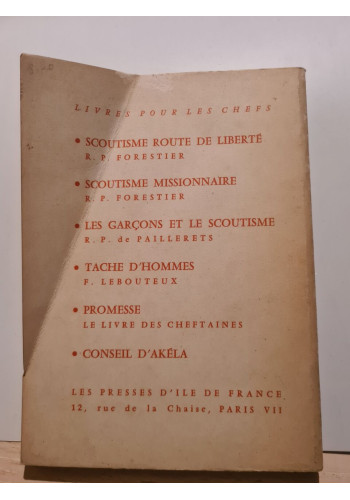 LIVRES POUR LES CHEFS
• SCOUTISME ROUTE DE LIBERTÉ
R. P. FORESTIER
• SCOUTISME MISSIONNAIRE
R. P. FORESTIER
• LES GARÇONS ET LE SCOUTISME
R. P. de PAILLERETS
• TACHE D'HOMMES
F. LEBOUTEUX
• PROMESSE
LE LIVRE DES CHEFTAINES
• CONSEIL D'AKÉLA
LES PRESSES D'ILE DE FRANCE
12, rue de la Chaise, PARIS VII